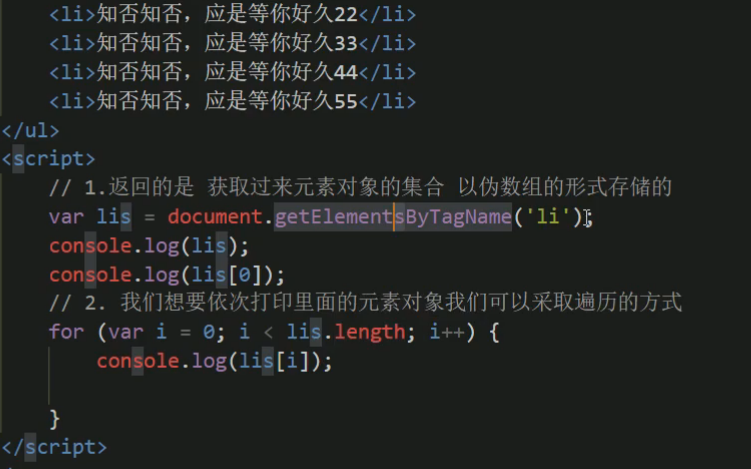 <li>知否知否，应是等你好久22</li>
<li>知否知否，应是等你好久33</li>
<li>知否知否，应是等你好久44</li>
<li>知否知否，应是等你好久55</li>
</ul>
<script>
// 1.返回的是 获取过来元素对象的集合 以伪数组的形式存储的
var lis = document.getElementsByTagName('li');
console.log(lis);
console.log(lis[0]);
// 2. 我们想要依次打印里面的元素对象我们可以采取遍历的方式
for (var i = 0; i < lis.length; i++) {
console.log(lis[i]);
}
</script>